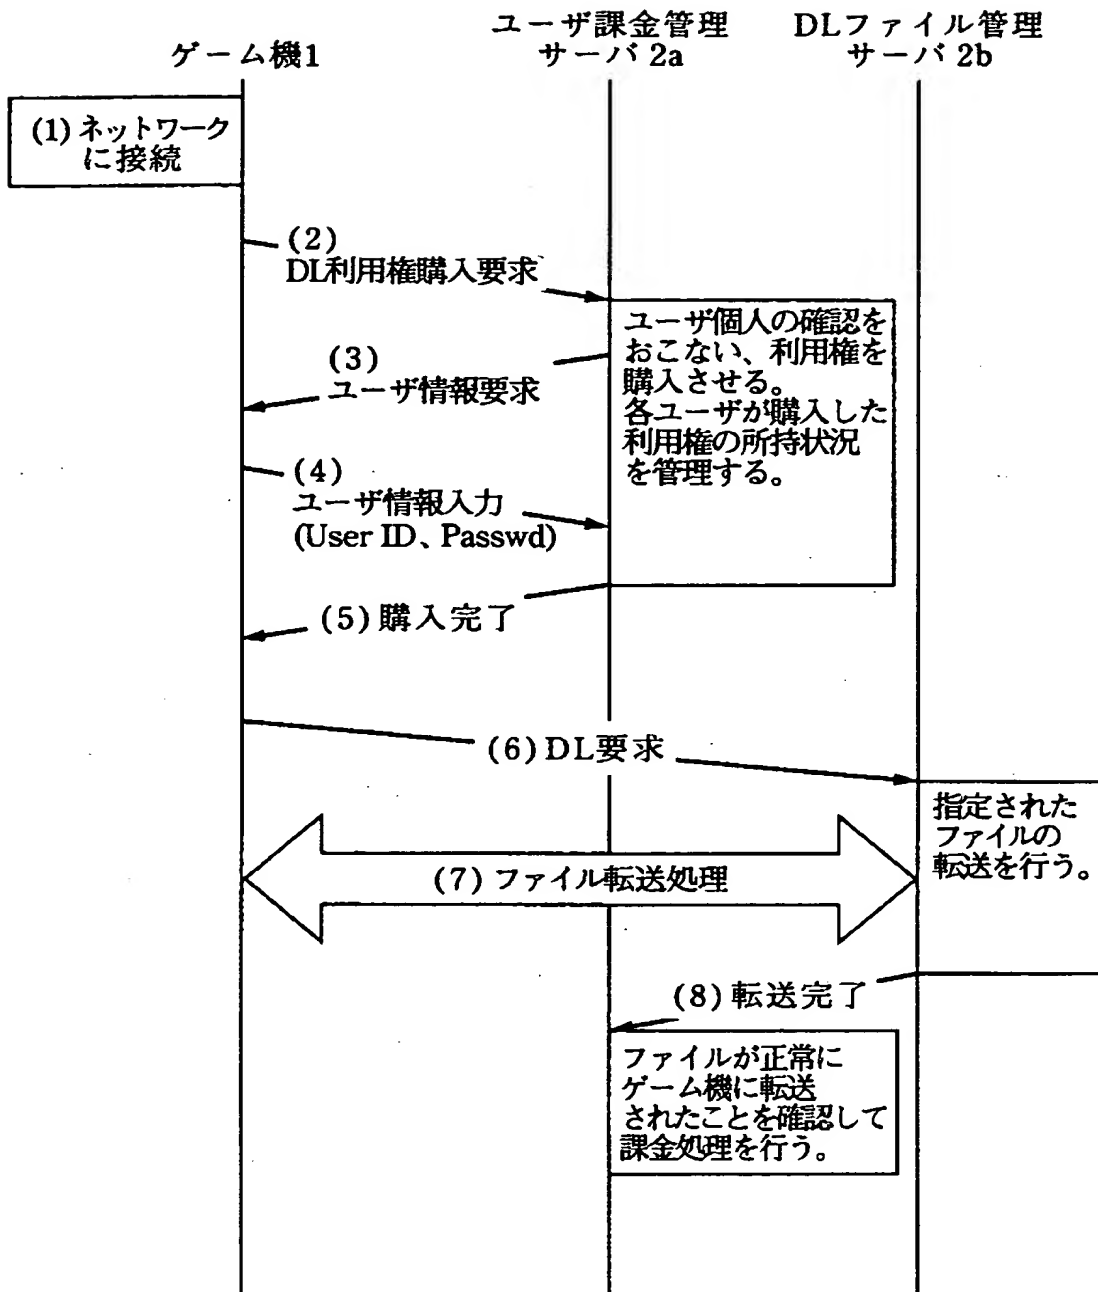 ゲーム機1
ユーザ課金管理
サーバ 2a
DLファイル管理
サーバ 2b
(1) ネットワーク
に接続
(2)
DL利用権購入要求
ユーザ個人の確認を
おこない、利用権を
購入させる。
各ユーザが購入した
利用権の所持状況
を管理する。
(3)
ユーザ情報要求
(4)
ユーザ情報入力
(User ID、Passwd)
(5) 購入完了
(6) DL要求
指定された
ファイルの
転送を行う。
(7) ファイル転送処理
(8) 転送完了
ファイルが正常に
ゲーム機に転送
されたことを確認して
課金処理を行う。